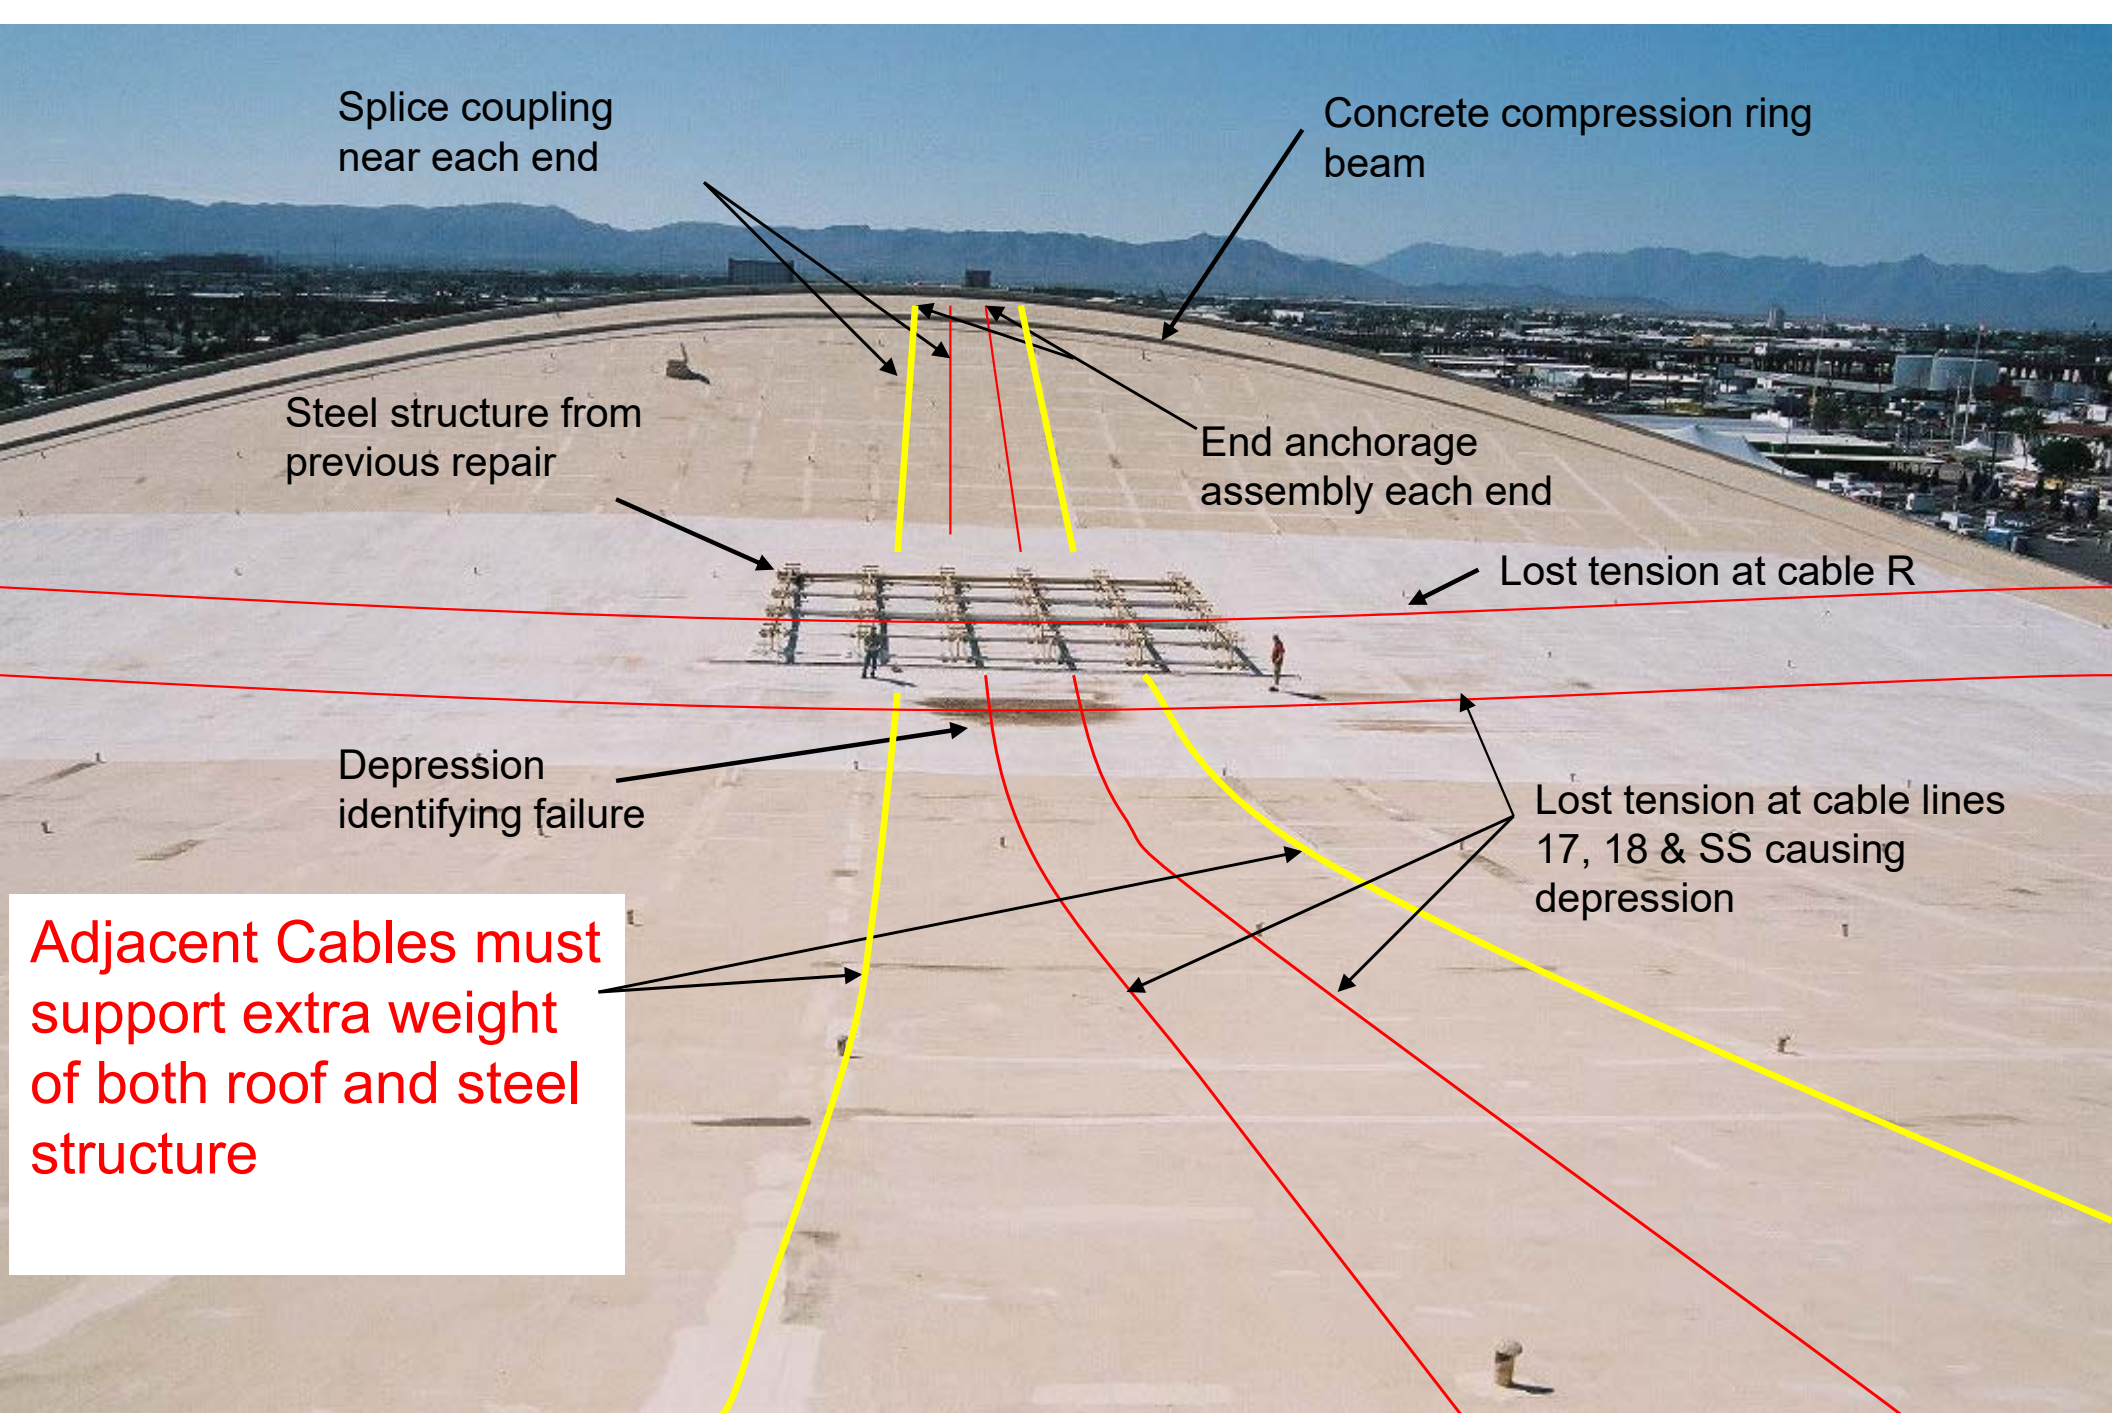 Splice coupling
near each end
Concrete compression ring
beam
Steel structure from
previous repair
End anchorage
assembly each end
Lost tension at cable R
Depression
identifying failure
Lost tension at cable lines
17, 18 & SS causing
depression
Adjacent Cables must
support extra weight
of both roof and steel
structure